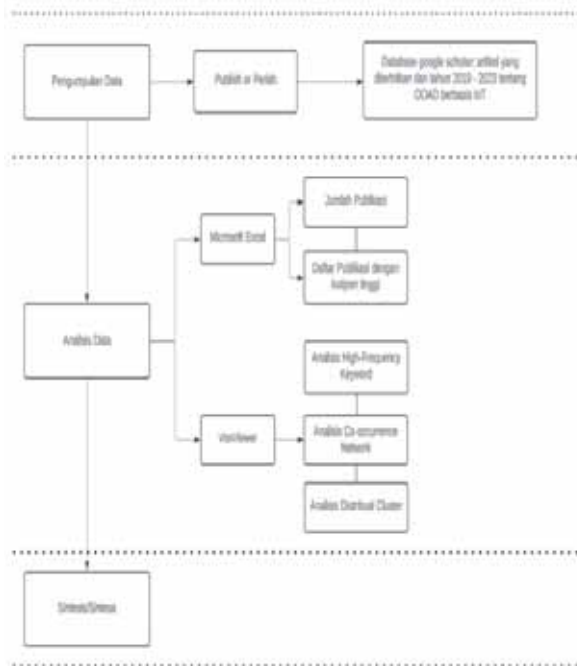 Pengumpulan Data
Publish or Perish
Database google scholar artikel yang
diterbitkan dari tahun 2019 - 2023 tentang
OOAD berbasis IoT
Jumlah Publikasi
Microsoft Excel
Daftar Publikasi dengan
kutipan tinggi
Analisis Data
Analisis High-Frequency
Keyword
VosViewer
Analisis Co-occurrence
Network
Analisis Distribusi Cluster
Sintesis/Sintesa